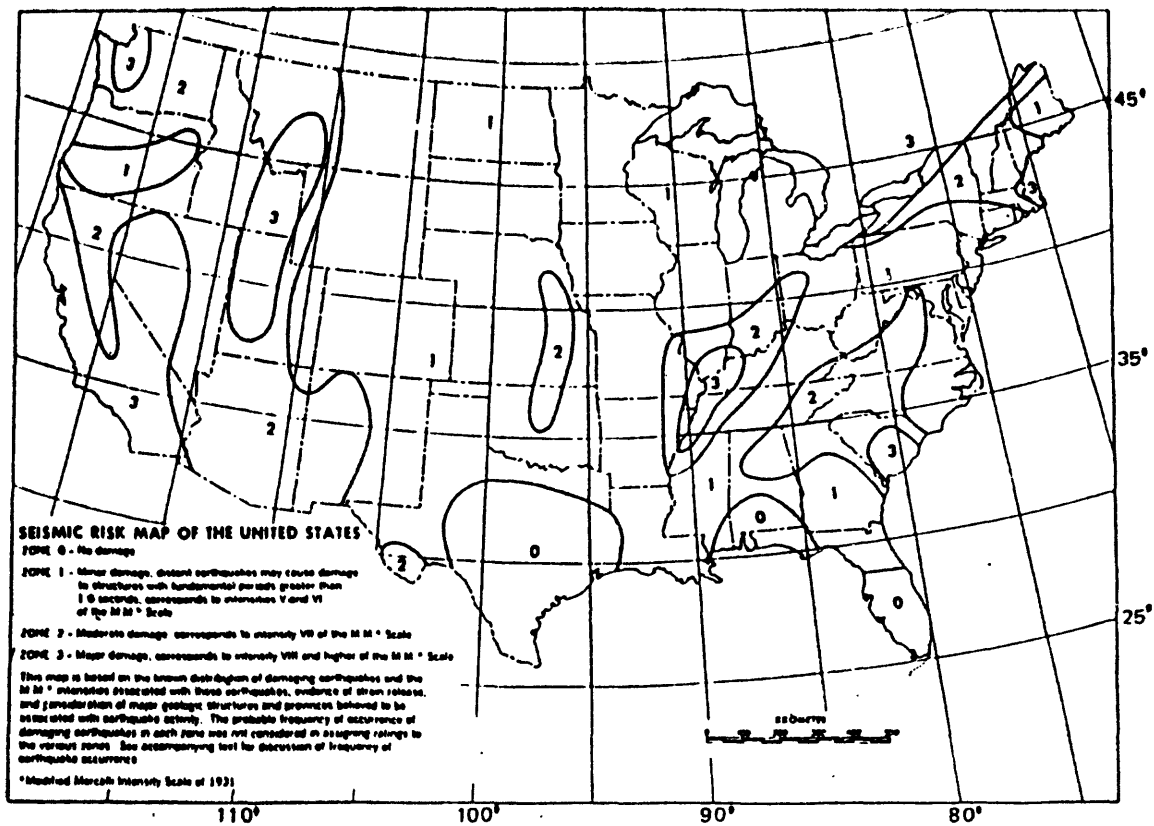 3
2
1
2
3
3
2
1
1
2
0
2
2
3
2
3
1
0
1
0
3
2
1
3
1
45°
35°
25°
SEISMIC RISK MAP OF THE UNITED STATES
ZONE 0 - No damage
ZONE 1 - Minor damage, distant earthquakes may cause damage
to structures with fundamental periods greater than
1.0 seconds, corresponds to intensities V and VI
of the M M * Scale
ZONE 2 - Moderate damage, corresponds to intensity VII of the M M * Scale
ZONE 3 - Major damage, corresponds to intensity VIII and higher of the M M * Scale
This map is based on the known distribution of damaging earthquakes and the
M M * intensities associated with these earthquakes, evidence of strain release,
and consideration of major geologic structures and provinces believed to be
associated with earthquake activity. The probable frequency of occurrence of
damaging earthquakes in each zone was not considered in assigning ratings to
the various zones. See accompanying text for discussion of frequency of
earthquake occurrence
*Modified Mercalli Intensity Scale of 1931
110°
100°
90°
80°